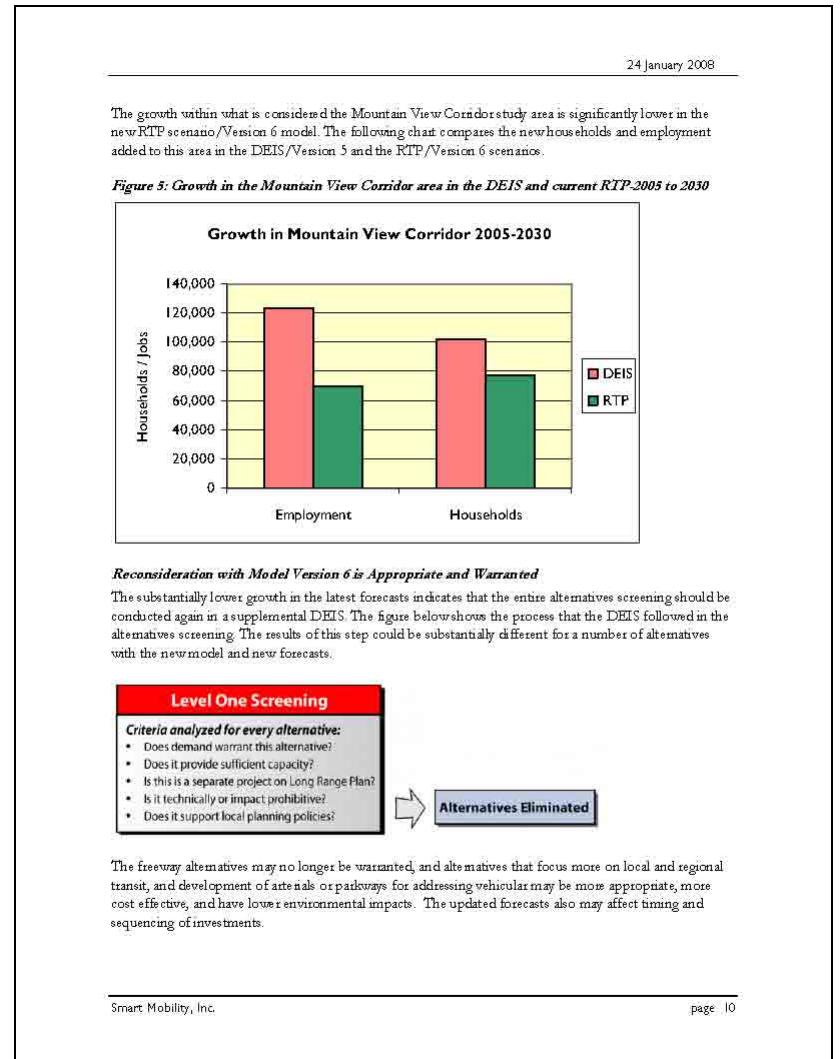 24 January 2008
The growth within what is considered the Mountain View Corridor study area is significantly lower in the
new RTP scenario/Version 6 model. The following chart compares the new households and employment
added to this area in the DEIS/Version 5 and the RTP/Version 6 scenarios.
Figure 5: Growth in the Mountain View Corridor area in the DEIS and current RTP-2005 to 2030
Growth in Mountain View Corridor 2005-2030
Households / Jobs
140,000
120,000
100,000
80,000
60,000
40,000
20,000
0
Employment
Households
DEIS
RTP
Reconsideration with Model Version 6 is Appropriate and Warranted
The substantially lower growth in the latest forecasts indicates that the entire alternatives screening should be
conducted again in a supplemental DEIS. The figure below shows the process that the DEIS followed in the
alternatives screening. The results of this step could be substantially different for a number of alternatives
with the new model and new forecasts.
Level One Screening
Criteria analyzed for every alternative:
• Does demand warrant this alternative?
• Does it provide sufficient capacity?
• Is this is a separate project on Long Range Plan?
• Is it technically or impact prohibitive?
• Does it support local planning policies?
Alternatives Eliminated
The freeway alternatives may no longer be warranted, and alternatives that focus more on local and regional
transit, and development of arterials or parkways for addressing vehicular may be more appropriate, more
cost effective, and have lower environmental impacts.  The updated forecasts also may affect timing and
sequencing of investments.
Smart Mobility, Inc.
page 10